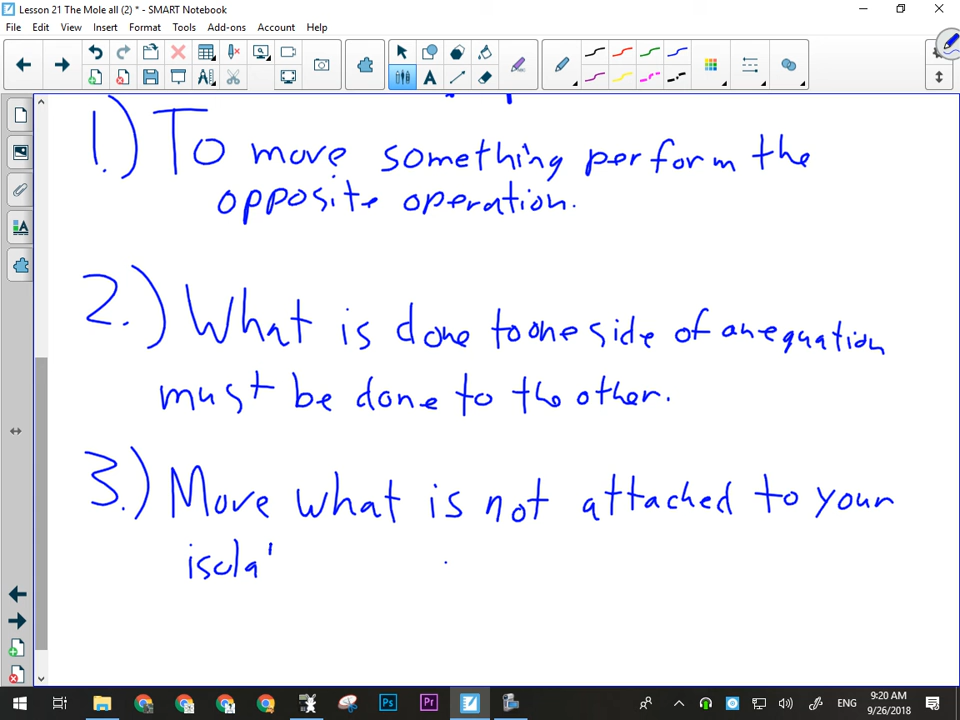 Lesson 21 The Mole all (2) * - SMART Notebook
File Edit View Insert Format Tools Add-ons Account Help
1.) To move something perform the
opposite operation.
2.) What is done to one side of an equation
must be done to the other.
3.) Move what is not attached to your
isola
ENG
9:20 AM
9/26/2018